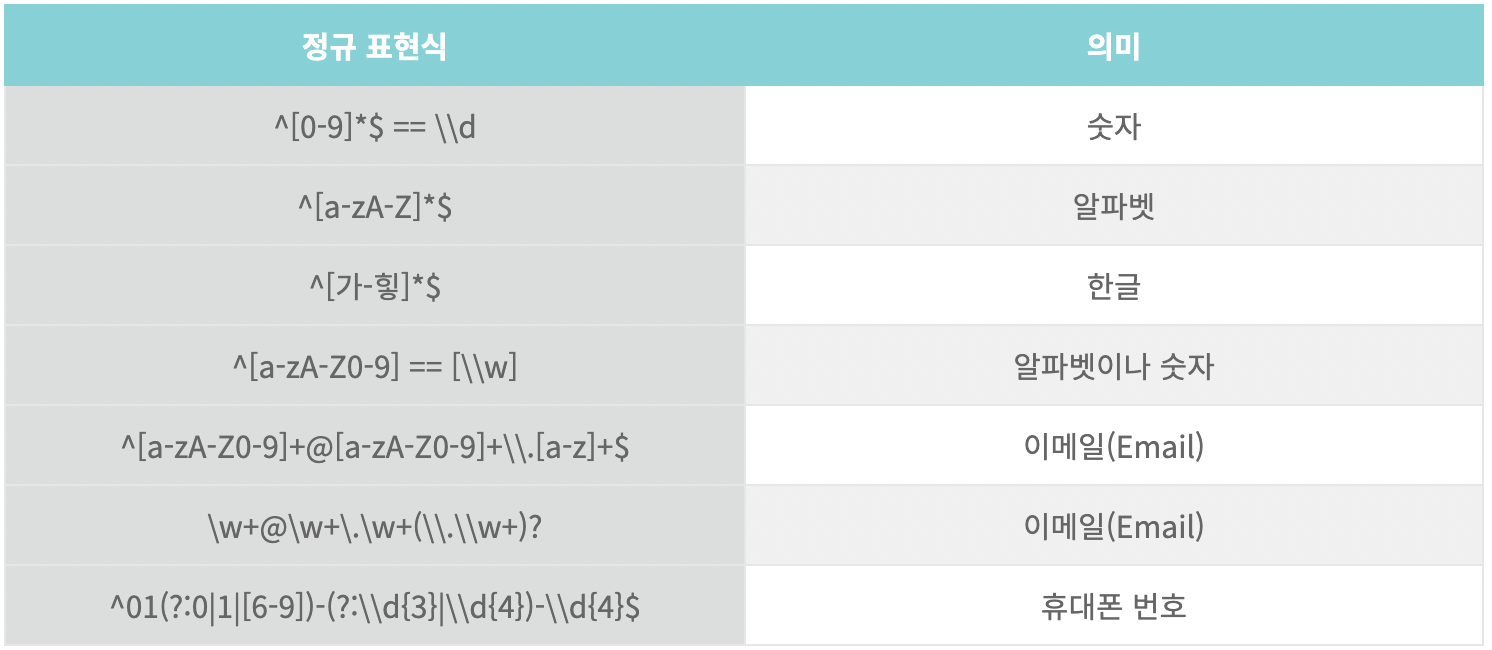 정규 표현식 의미
^[0-9]*$ == \\d 숫자
^[a-zA-Z]*$ 알파벳
^[가-힣]*$ 한글
^[a-zA-Z0-9] == [\\w] 알파벳이나 숫자
^[a-zA-Z0-9]+@[a-zA-Z0-9]+\\.[a-z]+$ 이메일(Email)
\w+@\w+\.\w+(\\.\\w+)? 이메일(Email)
^01(?:0|1|[6-9])-(?:\\d{3}|\\d{4})-\\d{4}$ 휴대폰 번호